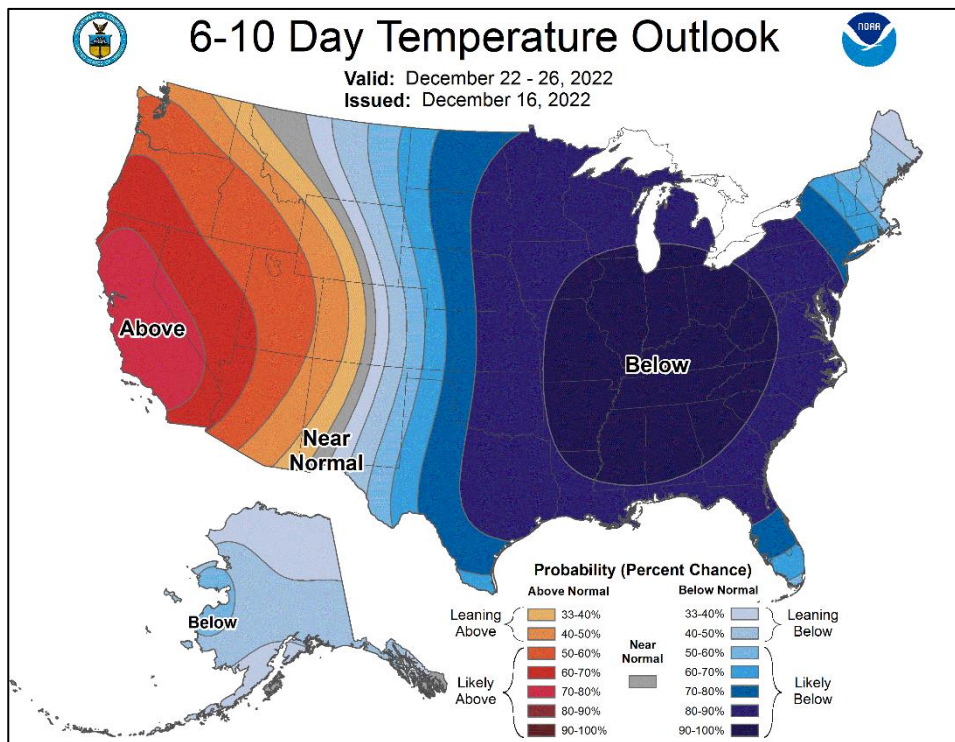 6-10 Day Temperature Outlook
Valid: December 22 - 26, 2022
Issued: December 16, 2022
NOAA
Above
Below
Near
Normal
Below
Probability (Percent Chance)
Above Normal
Below Normal
Leaning
Above
33-40%
40-50%
Likely
Above
50-60%
60-70%
70-80%
80-90%
90-100%
Near
Normal
33-40%
40-50%
Leaning
Below
50-60%
60-70%
70-80%
80-90%
90-100%
Likely
Below